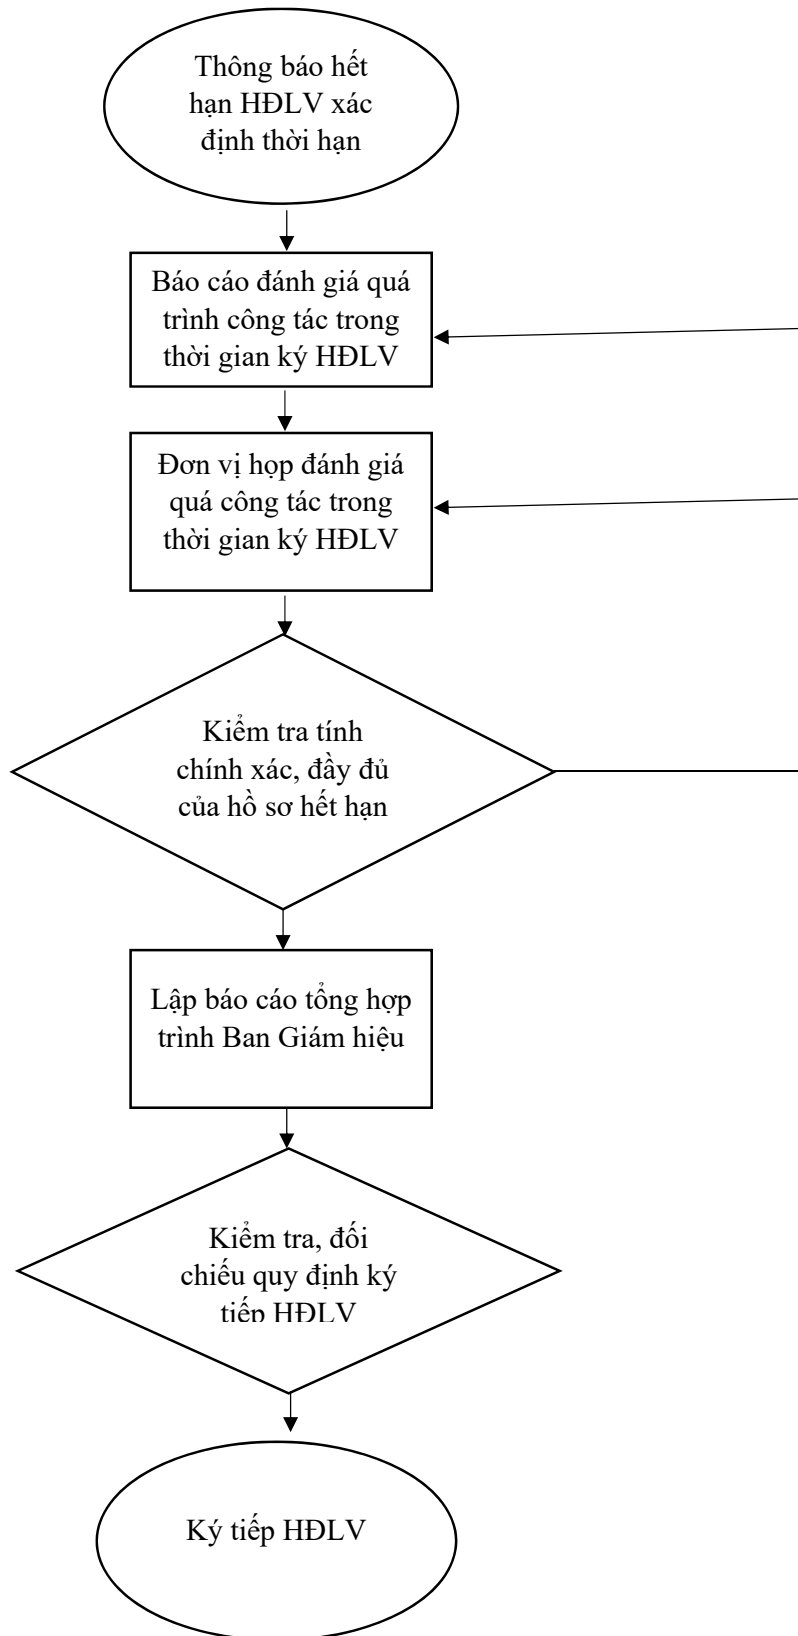 Thông báo hết
hạn HĐLV xác
định thời hạn
Báo cáo đánh giá quá
trình công tác trong
thời gian ký HĐLV
Đơn vị họp đánh giá
quá công tác trong
thời gian ký HĐLV
Kiểm tra tính
chính xác, đầy đủ
của hồ sơ hết hạn
Lập báo cáo tổng hợp
trình Ban Giám hiệu
Kiểm tra, đối
chiếu quy định ký
tiếp HĐLV
Ký tiếp HĐLV